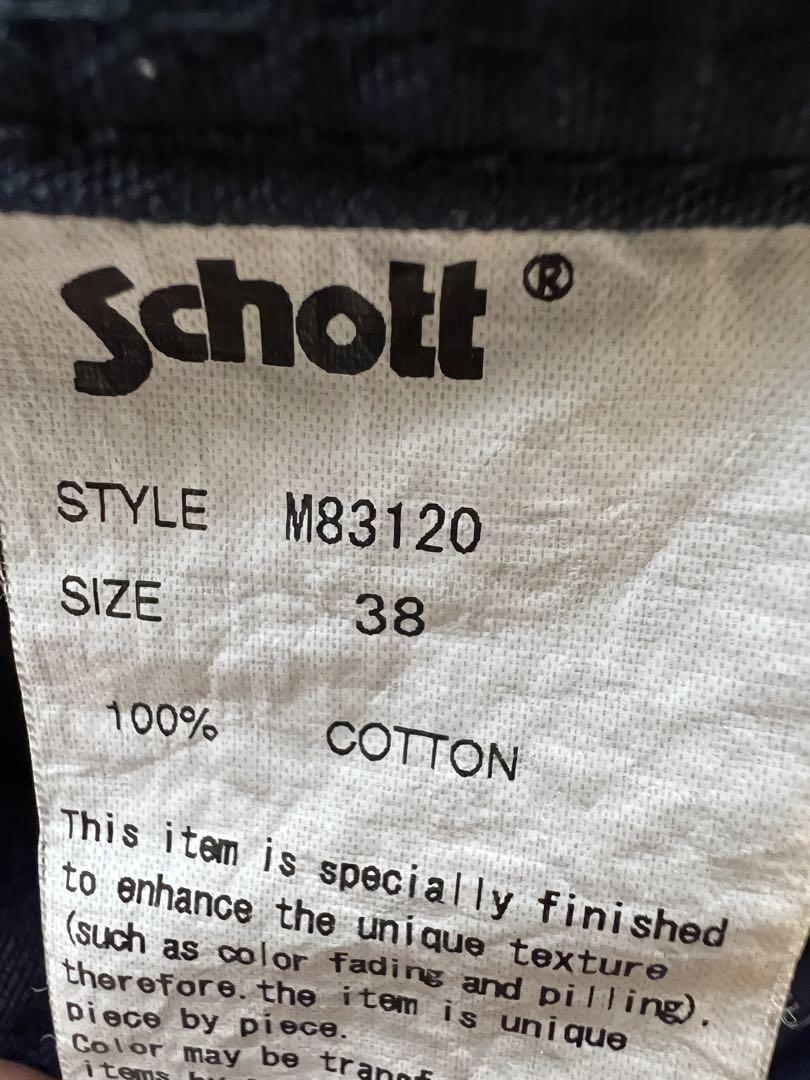 Schott ®
STYLE M83120
SIZE 38
100% COTTON
This item is specially finished
to enhance the unique texture
(such as color fading and pilling).
therefore.the item is unique
piece by piece.
Color may be
items